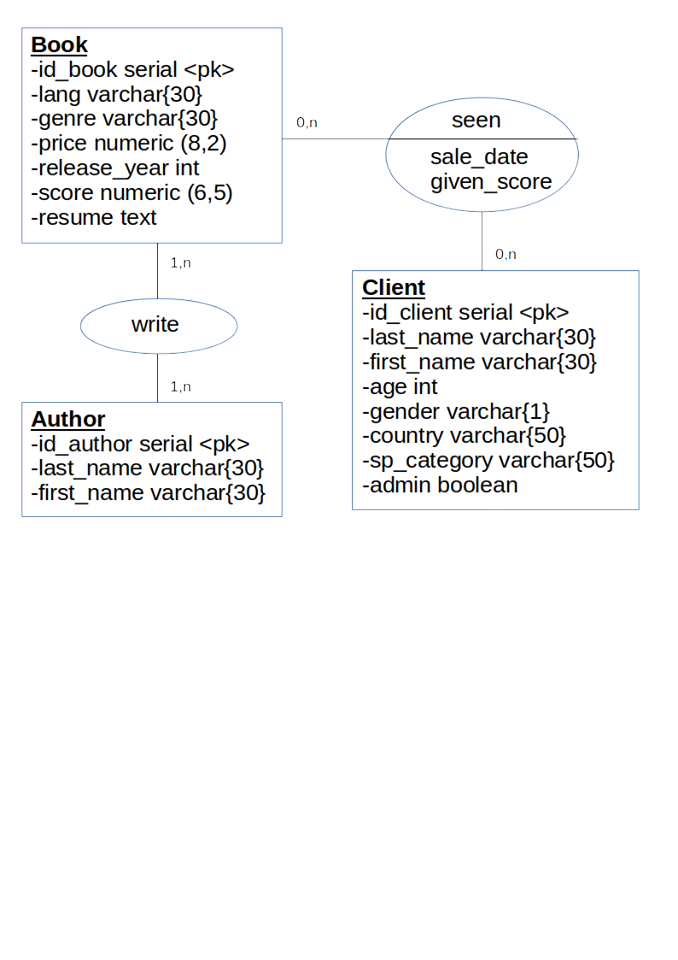 Book
-id_book serial <pk>
-lang varchar{30}
-genre varchar{30}
-price numeric (8,2)
-release_year int
-score numeric (6,5)
-resume text
0,n
seen
sale_date
given_score
0,n
Client
-id_client serial <pk>
-last_name varchar{30}
-first_name varchar{30}
-age int
-gender varchar{1}
-country varchar{50}
-sp_category varchar{50}
-admin boolean
1,n
write
1,n
Author
-id_author serial <pk>
-last_name varchar{30}
-first_name varchar{30}